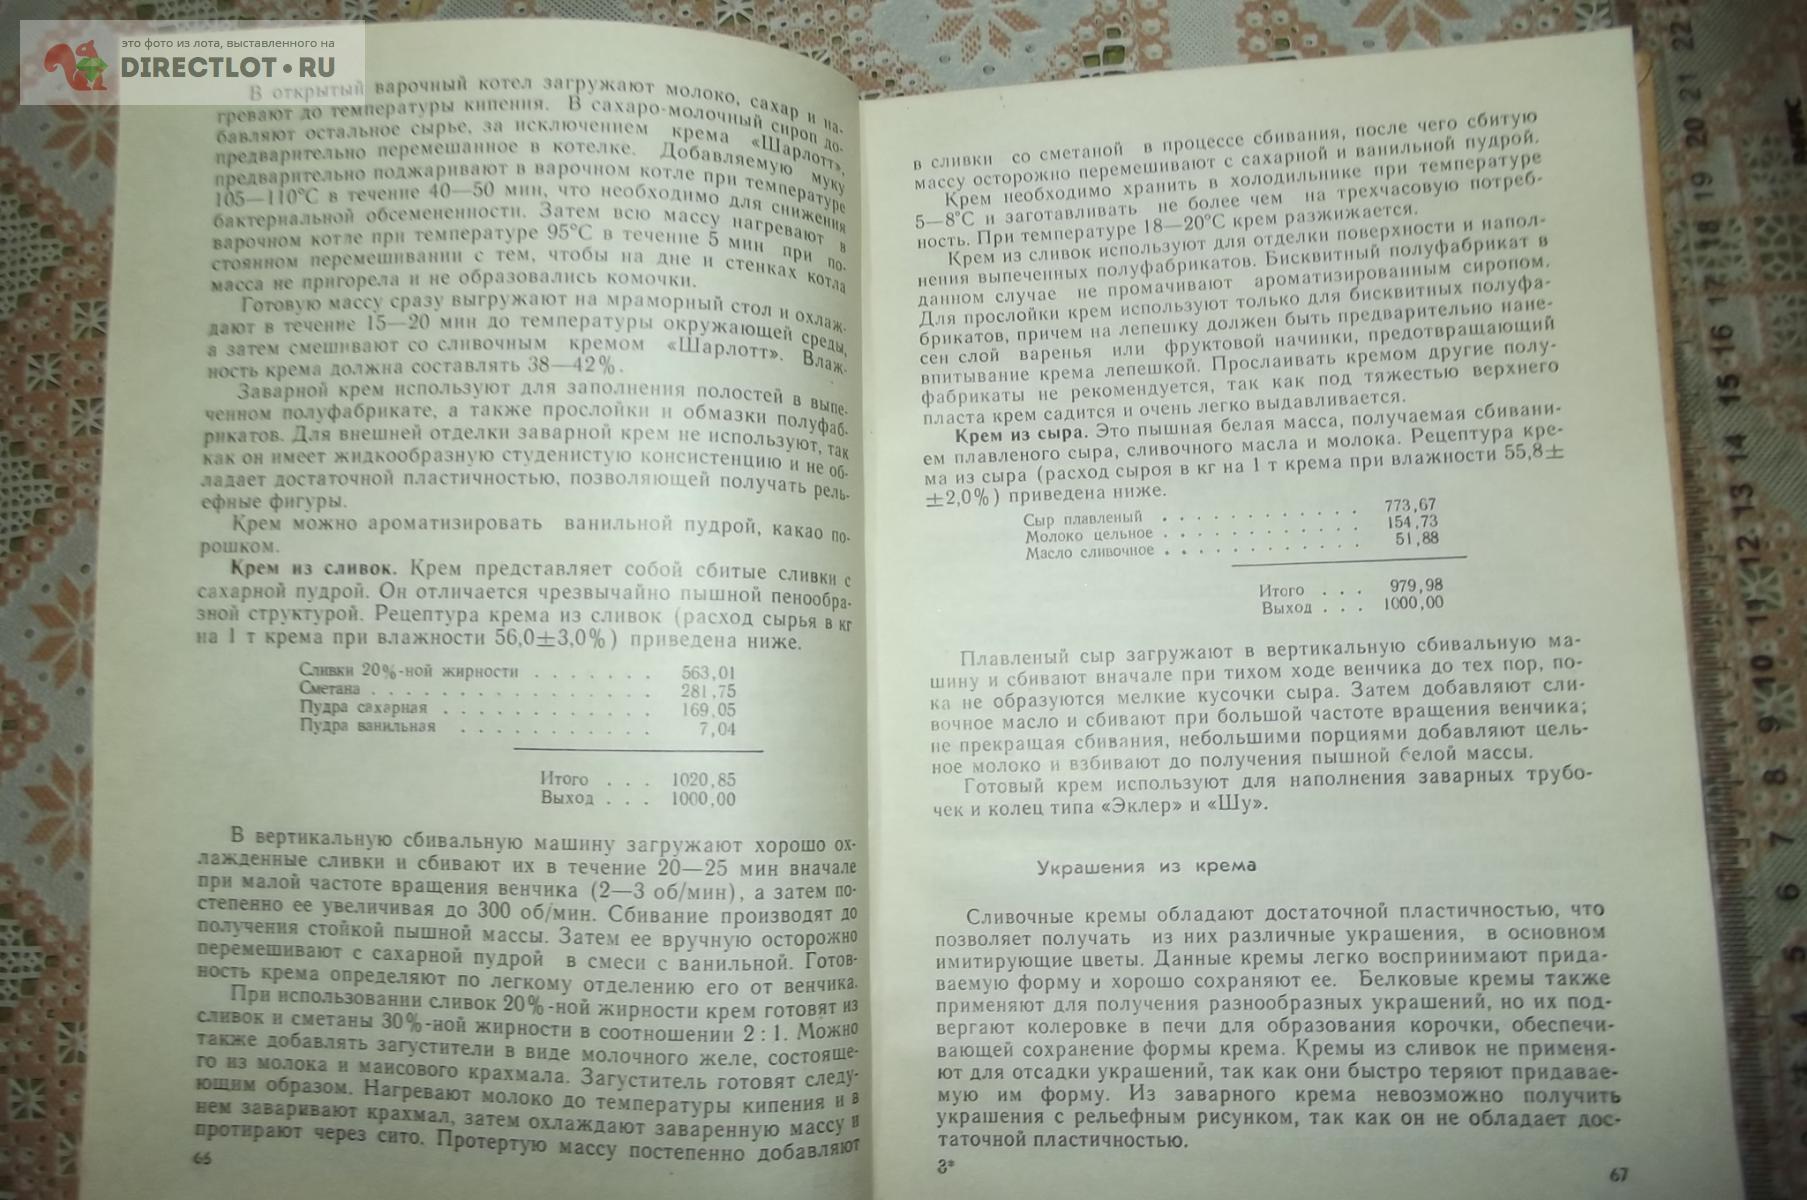 это фото из лота, выставленного на
DIRECTLOT.RU
В открытый варочный котел загружают молоко, сахар и на-
гревают до температуры кипения. В сахаро-молочный сироп до-
бавляют остальное сырье, за исключением крема «Шарлотт»,
предварительно перемешанное в котелке. Добавляемую муку
предварительно поджаривают в варочном котле при температуре
105—110°С в течение 40—50 мин, что необходимо для снижения
бактериальной обсемененности. Затем всю массу нагревают в
варочном котле при температуре 95°С в течение 5 мин при по-
стоянном перемешивании с тем, чтобы на дне и стенках котла
масса не пригорела и не образовались комочки.
Готовую массу сразу выгружают на мраморный стол и охлаж-
дают в течение 15—20 мин до температуры окружающей среды,
а затем смешивают со сливочным кремом «Шарлотт». Влаж-
ность крема должна составлять 38—42%.
Заварной крем используют для заполнения полостей в выпе-
ченном полуфабрикате, а также прослойки и обмазки полуфаб-
рикатов. Для внешней отделки заварной крем не используют, так
как он имеет жидкообразную студенистую консистенцию и не об-
ладает достаточной пластичностью, позволяющей получать рель-
ефные фигуры.
Крем можно ароматизировать ванильной пудрой, какао по-
рошком.
Крем из сливок. Крем представляет собой сбитые сливки с
сахарной пудрой. Он отличается чрезвычайно пышной пенообра-
зной структурой. Рецептура крема из сливок (расход сырья в кг
на 1 т крема при влажности 56,0±3,0%) приведена ниже.
Сливки 20%-ной жирности . . . . . . . 563,01
Сметана . . . . . . . . . . . . . . . 281,75
Пудра сахарная . . . . . . . . . . . 169,05
Пудра ванильная . . . . . . . . . . 7,04
Итого . . . 1020,85
Выход . . . 1000,00
В вертикальную сбивальную машину загружают хорошо ох-
лажденные сливки и сбивают их в течение 20—25 мин вначале
при малой частоте вращения венчика (2—3 об/мин), а затем по-
степенно ее увеличивая до 300 об/мин. Сбивание производят до
получения стойкой пышной массы. Затем ее вручную осторожно
перемешивают с сахарной пудрой в смеси с ванильной. Готов-
ность крема определяют по легкому отделению его от венчика.
При использовании сливок 20%-ной жирности крем готовят из
сливок и сметаны 30%-ной жирности в соотношении 2 : 1. Можно
также добавлять загустители в виде молочного желе, состояще-
го из молока и маисового крахмала. Загуститель готовят следу-
ющим образом. Нагревают молоко до температуры кипения и в
нем заваривают крахмал, затем охлаждают заваренную массу и
протирают через сито. Протертую массу постепенно добавляют
66
в сливки со сметаной в процессе сбивания, после чего сбитую
массу осторожно перемешивают с сахарной и ванильной пудрой.
Крем необходимо хранить в холодильнике при температуре
5—8°С и заготавливать не более чем на трехчасовую потреб-
ность. При температуре 18—20°С крем разжижается.
Крем из сливок используют для отделки поверхности и напол-
нения выпеченных полуфабрикатов. Бисквитный полуфабрикат в
данном случае не промачивают ароматизированным сиропом.
Для прослойки крем используют только для бисквитных полуфа-
брикатов, причем на лепешку должен быть предварительно нане-
сен слой варенья или фруктовой начинки, предотвращающий
впитывание крема лепешкой. Прослаивать кремом другие полу-
фабрикаты не рекомендуется, так как под тяжестью верхнего
пласта крем садится и очень легко выдавливается.
Крем из сыра. Это пышная белая масса, получаемая сбивани-
ем плавленого сыра, сливочного масла и молока. Рецептура кре-
ма из сыра (расход сыроя в кг на 1 т крема при влажности 55,8±
±2,0%) приведена ниже.
Сыр плавленый . . . . . . . . . . . . 773,67
Молоко цельное . . . . . . . . . . . . 154,73
Масло сливочное . . . . . . . . . . . 51,88
Итого . . . 979,98
Выход . . . 1000,00
Плавленый сыр загружают в вертикальную сбивальную ма-
шину и сбивают вначале при тихом ходе венчика до тех пор, по-
ка не образуются мелкие кусочки сыра. Затем добавляют сли-
вочное масло и сбивают при большой частоте вращения венчика;
не прекращая сбивания, небольшими порциями добавляют цель-
ное молоко и взбивают до получения пышной белой массы.
Готовый крем используют для наполнения заварных трубо-
чек и колец типа «Эклер» и «Шу».
Украшения из крема
Сливочные кремы обладают достаточной пластичностью, что
позволяет получать из них различные украшения, в основном
имитирующие цветы. Данные кремы легко воспринимают прида-
ваемую форму и хорошо сохраняют ее. Белковые кремы также
применяют для получения разнообразных украшений, но их под-
вергают колеровке в печи для образования корочки, обеспечи-
вающей сохранение формы крема. Кремы из сливок не применя-
ют для отсадки украшений, так как они быстро теряют придавае-
мую им форму. Из заварного крема невозможно получить
украшения с рельефным рисунком, так как он не обладает дос-
таточной пластичностью.
3*
67
22
21
20
19
18
17
16
15
14
13
12
11
10
9
8
7
6
5
4